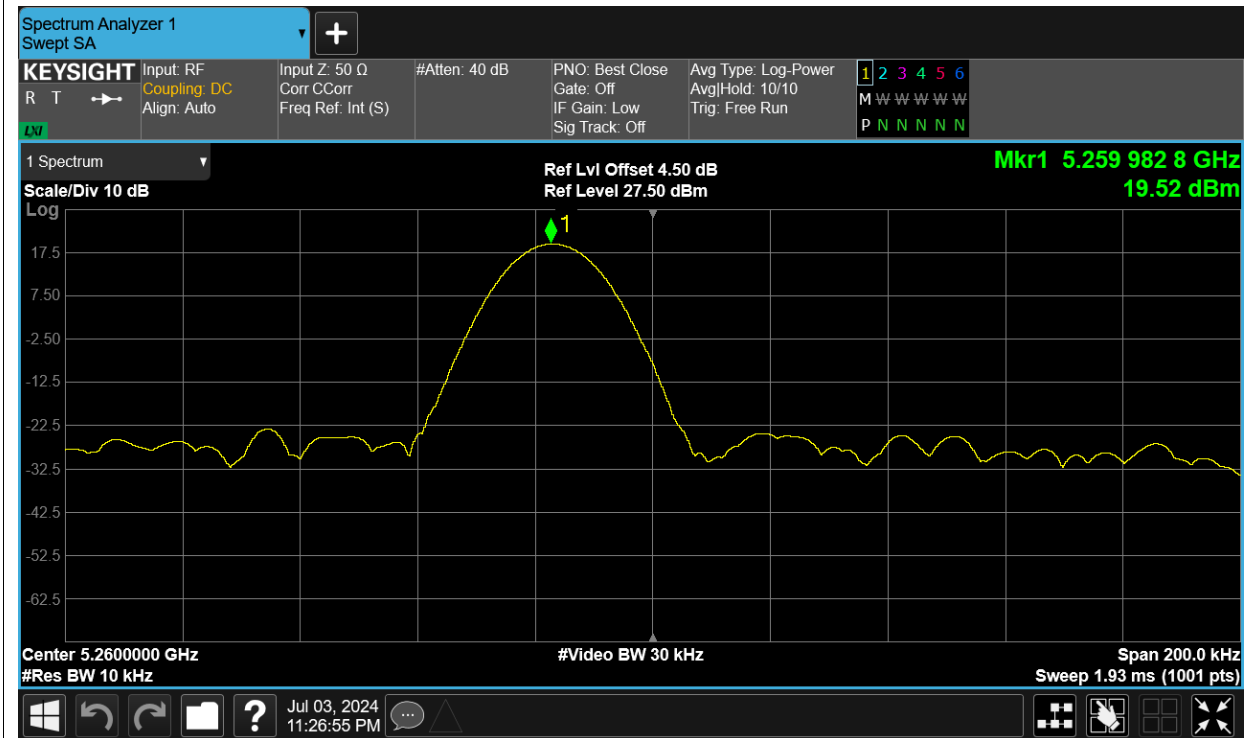 Spectrum Analyzer 1
Swept SA
+
KEYSIGHT
R T
LXI
Input: RF
Coupling: DC
Align: Auto
Input Z: 50 Ω
Corr CCorr
Freq Ref: Int (S)
#Atten: 40 dB
PNO: Best Close
Gate: Off
IF Gain: Low
Sig Track: Off
Avg Type: Log-Power
Avg|Hold: 10/10
Trig: Free Run
1 2 3 4 5 6
M W W W W W
P N N N N N
1 Spectrum
Scale/Div 10 dB
Log
Ref Lvl Offset 4.50 dB
Ref Level 27.50 dBm
Mkr1 5.259 982 8 GHz
19.52 dBm
1
17.5
7.50
-2.50
-12.5
-22.5
-32.5
-42.5
-52.5
-62.5
Center 5.2600000 GHz
#Res BW 10 kHz
#Video BW 30 kHz
Span 200.0 kHz
Sweep 1.93 ms (1001 pts)
?
Jul 03, 2024
11:26:55 PM